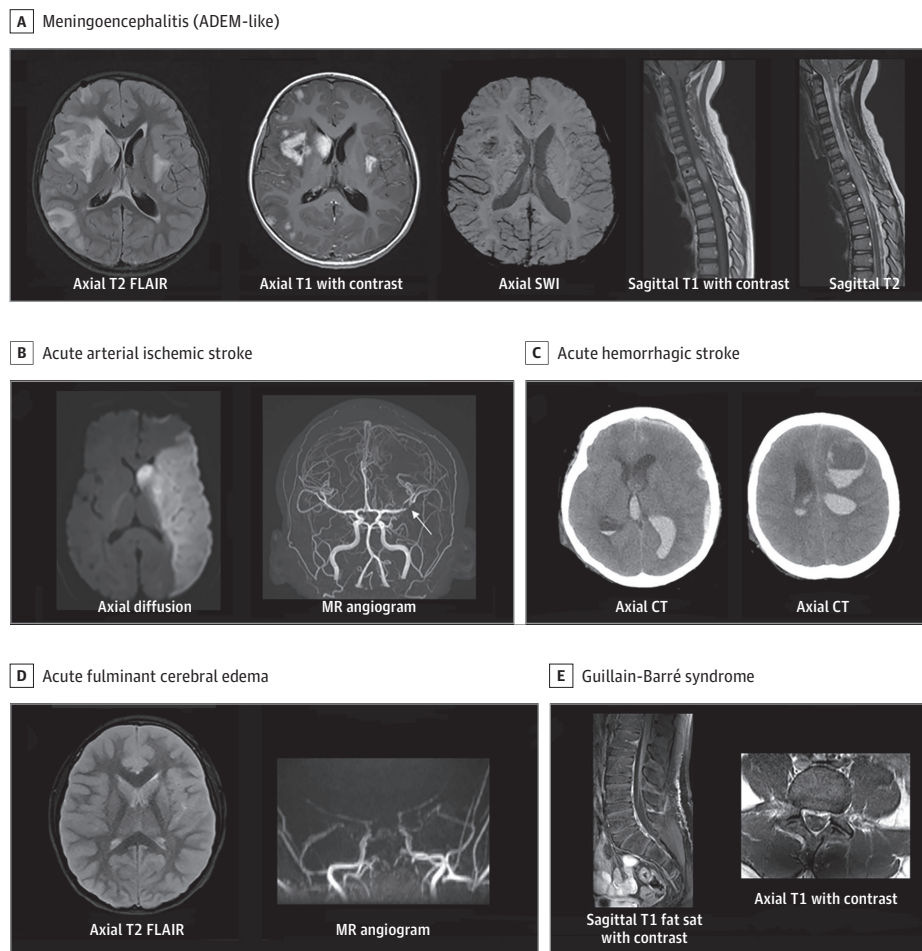 A Meningoencephalitis (ADEM-like)
Axial T2 FLAIR
Axial T1 with contrast
Axial SWI
Sagittal T1 with contrast
Sagittal T2
B Acute arterial ischemic stroke
Axial diffusion
MR angiogram
C Acute hemorrhagic stroke
Axial CT
Axial CT
D Acute fulminant cerebral edema
Axial T2 FLAIR
MR angiogram
E Guillain-Barré syndrome
Sagittal T1 fat sat
with contrast
Axial T1 with contrast